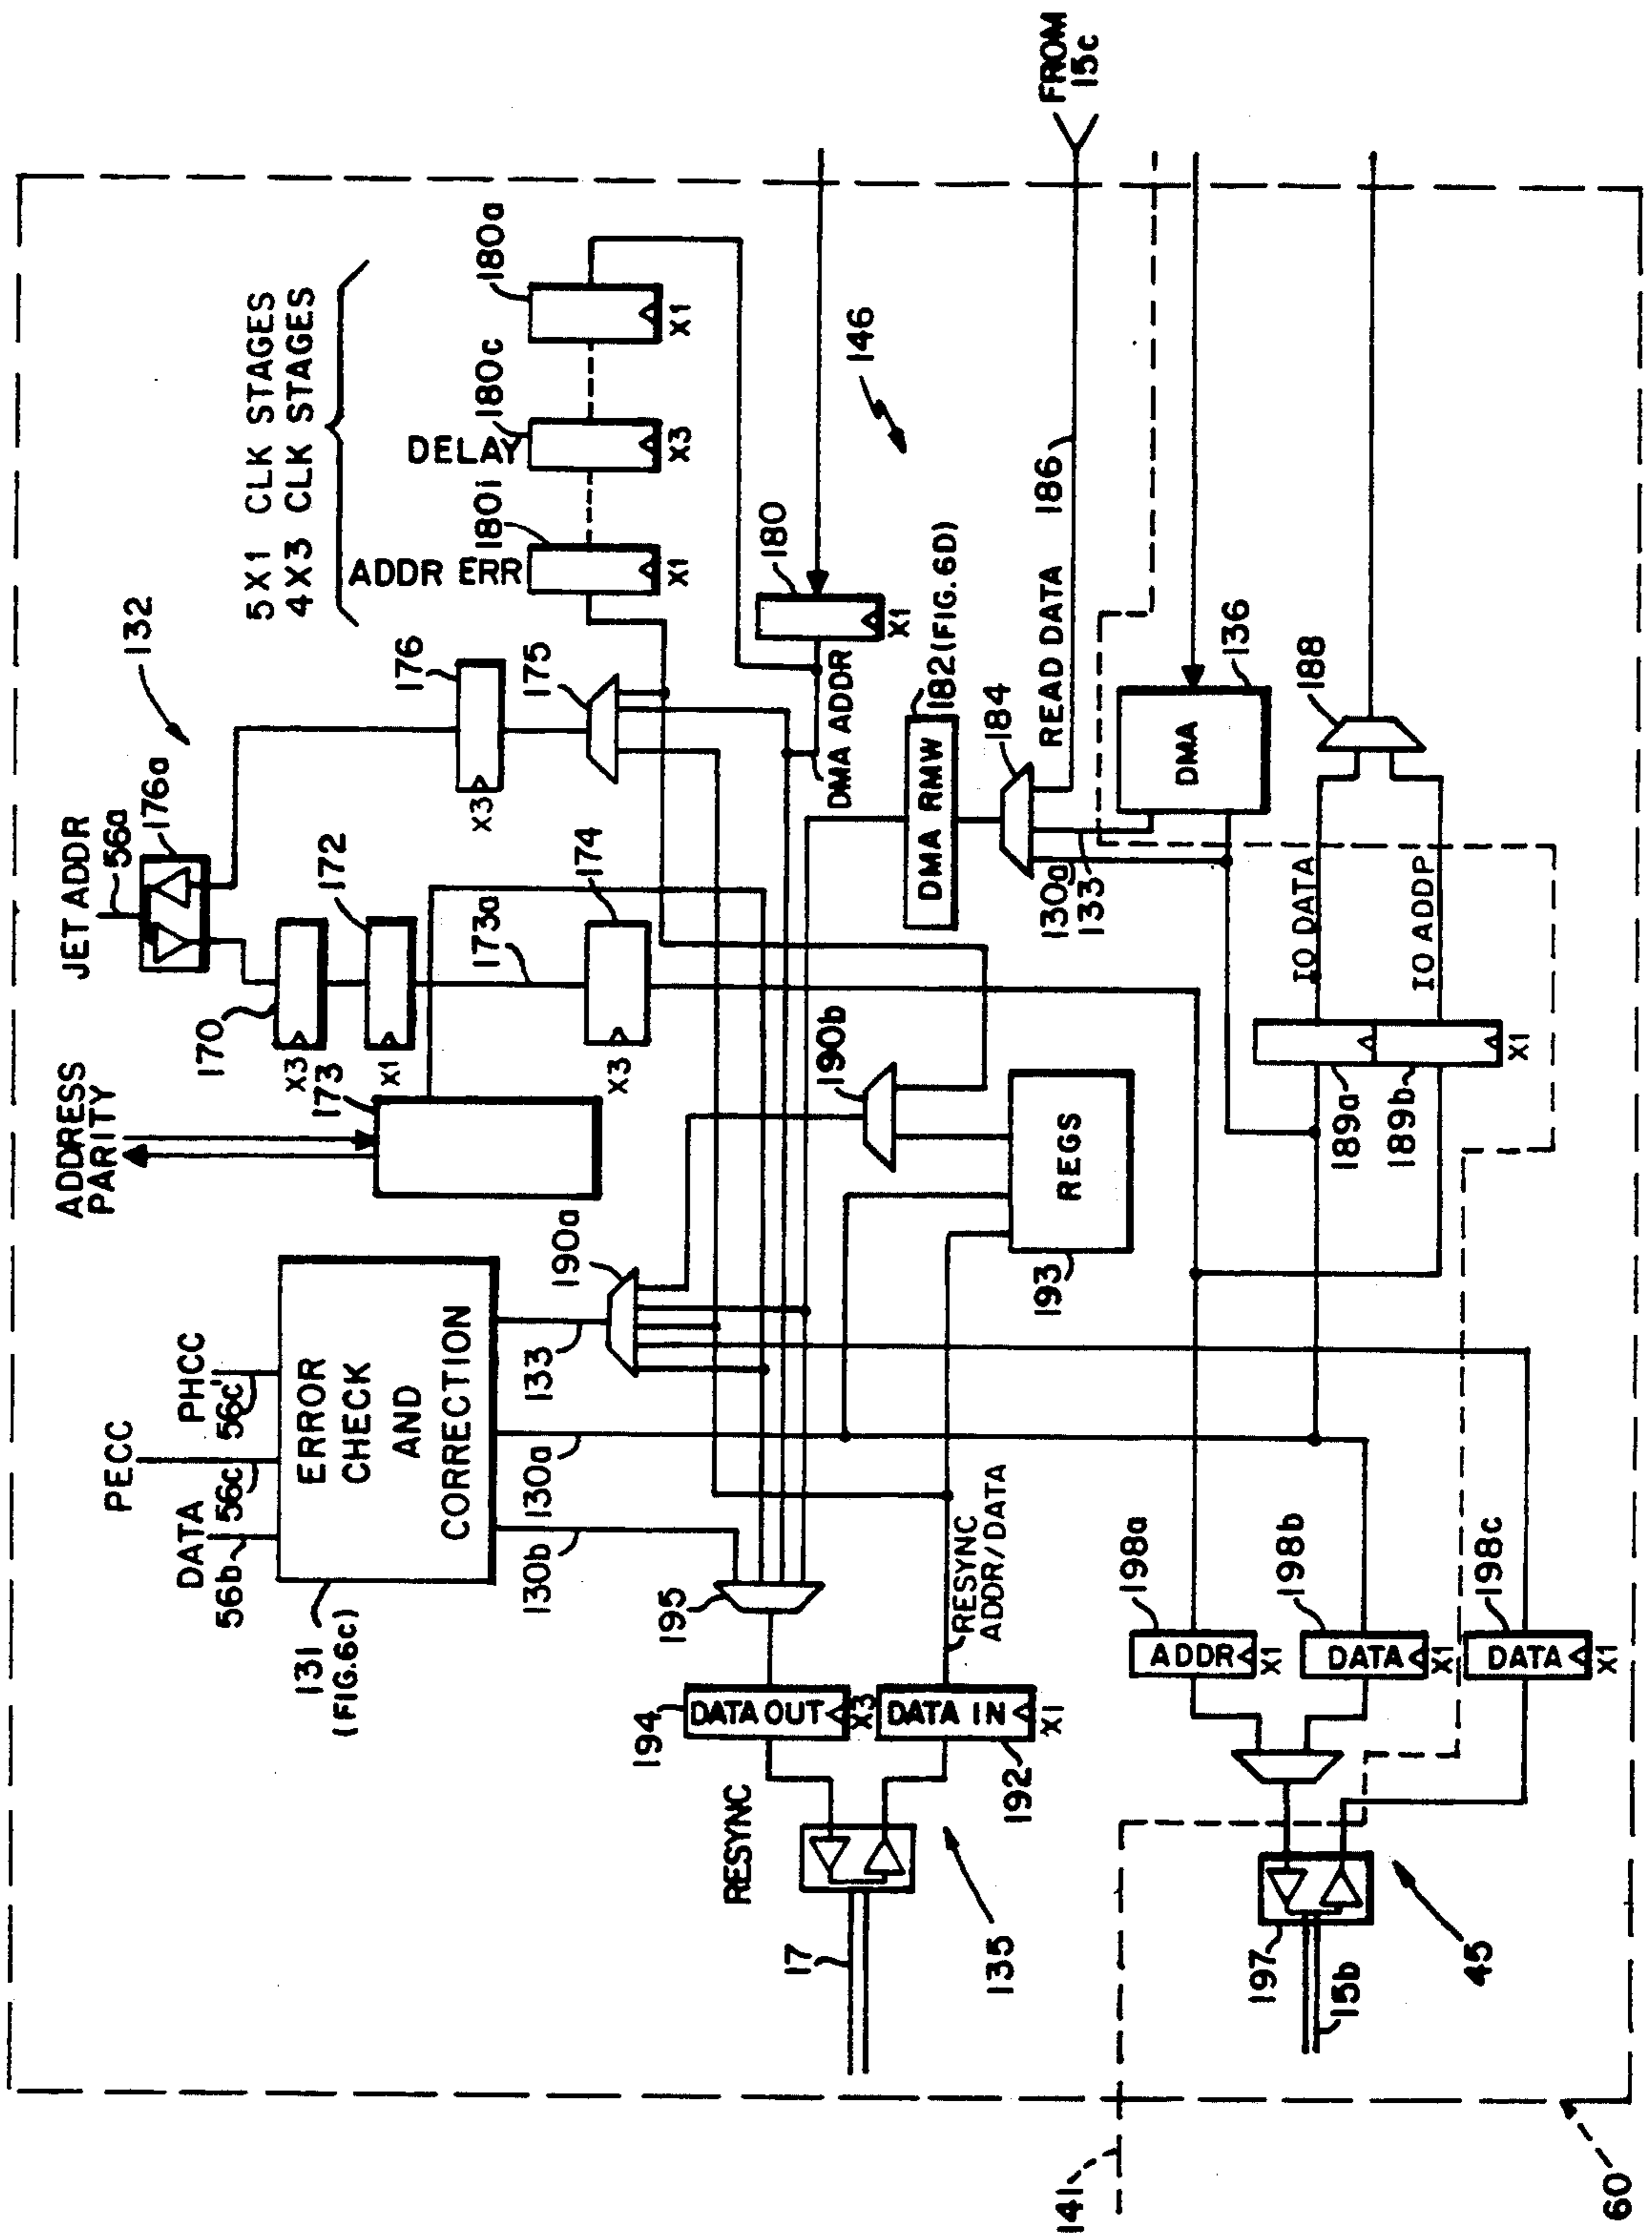 JET ADDR
56a
176a
132
5X1 CLK STAGES
4X3 CLK STAGES
ADDRESS
PARITY
170
X3
172
X1
173
173a
174
X3
176
X3
175
ADDR ERR
180i
X1
DELAY
180c
X3
180a
X1
PECC
PHCC
DATA
56b
56c
56c'
ERROR
CHECK
AND
CORRECTION
131
(FIG.6c)
130b
130a
133
190a
190b
180
X1
DMA ADDR
146
195
194
DATA OUT
X3
DATA IN
X1
192
RESYNC
17
135
RESYNC
ADDR/DATA
REGS
193
DMA RMW
182 (FIG. 6D)
184
READ DATA
186
FROM
15c
130a
133
DMA
136
188
IO DATA
IO ADDP
189a
189b
X1
198a
ADDR
X1
198b
DATA
X1
198c
DATA
X1
197
15b
45
141
60